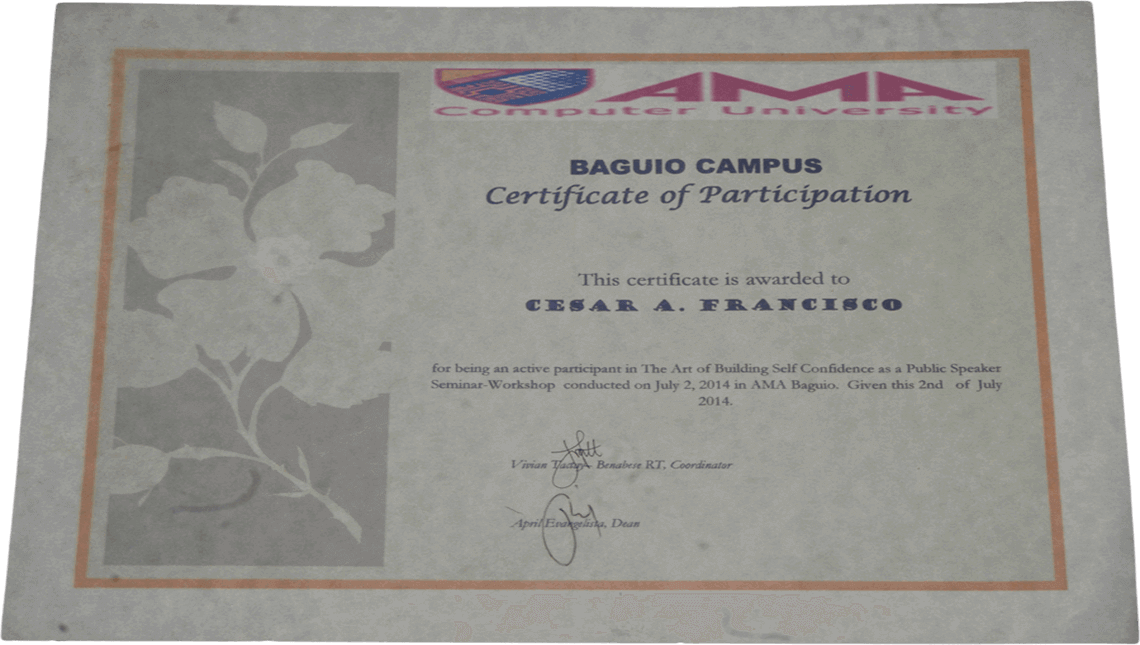 AMA
Computer University
BAGUIO CAMPUS
Certificate of Participation
This certificate is awarded to
CESAR A. FRANCISCO
for being an active participant in The Art of Building Self Confidence as a Public Speaker
Seminar-Workshop conducted on July 2, 2014 in AMA Baguio. Given this 2nd of July
2014.
Vivian Benabese RT, Coordinator
April Evangelista, Dean